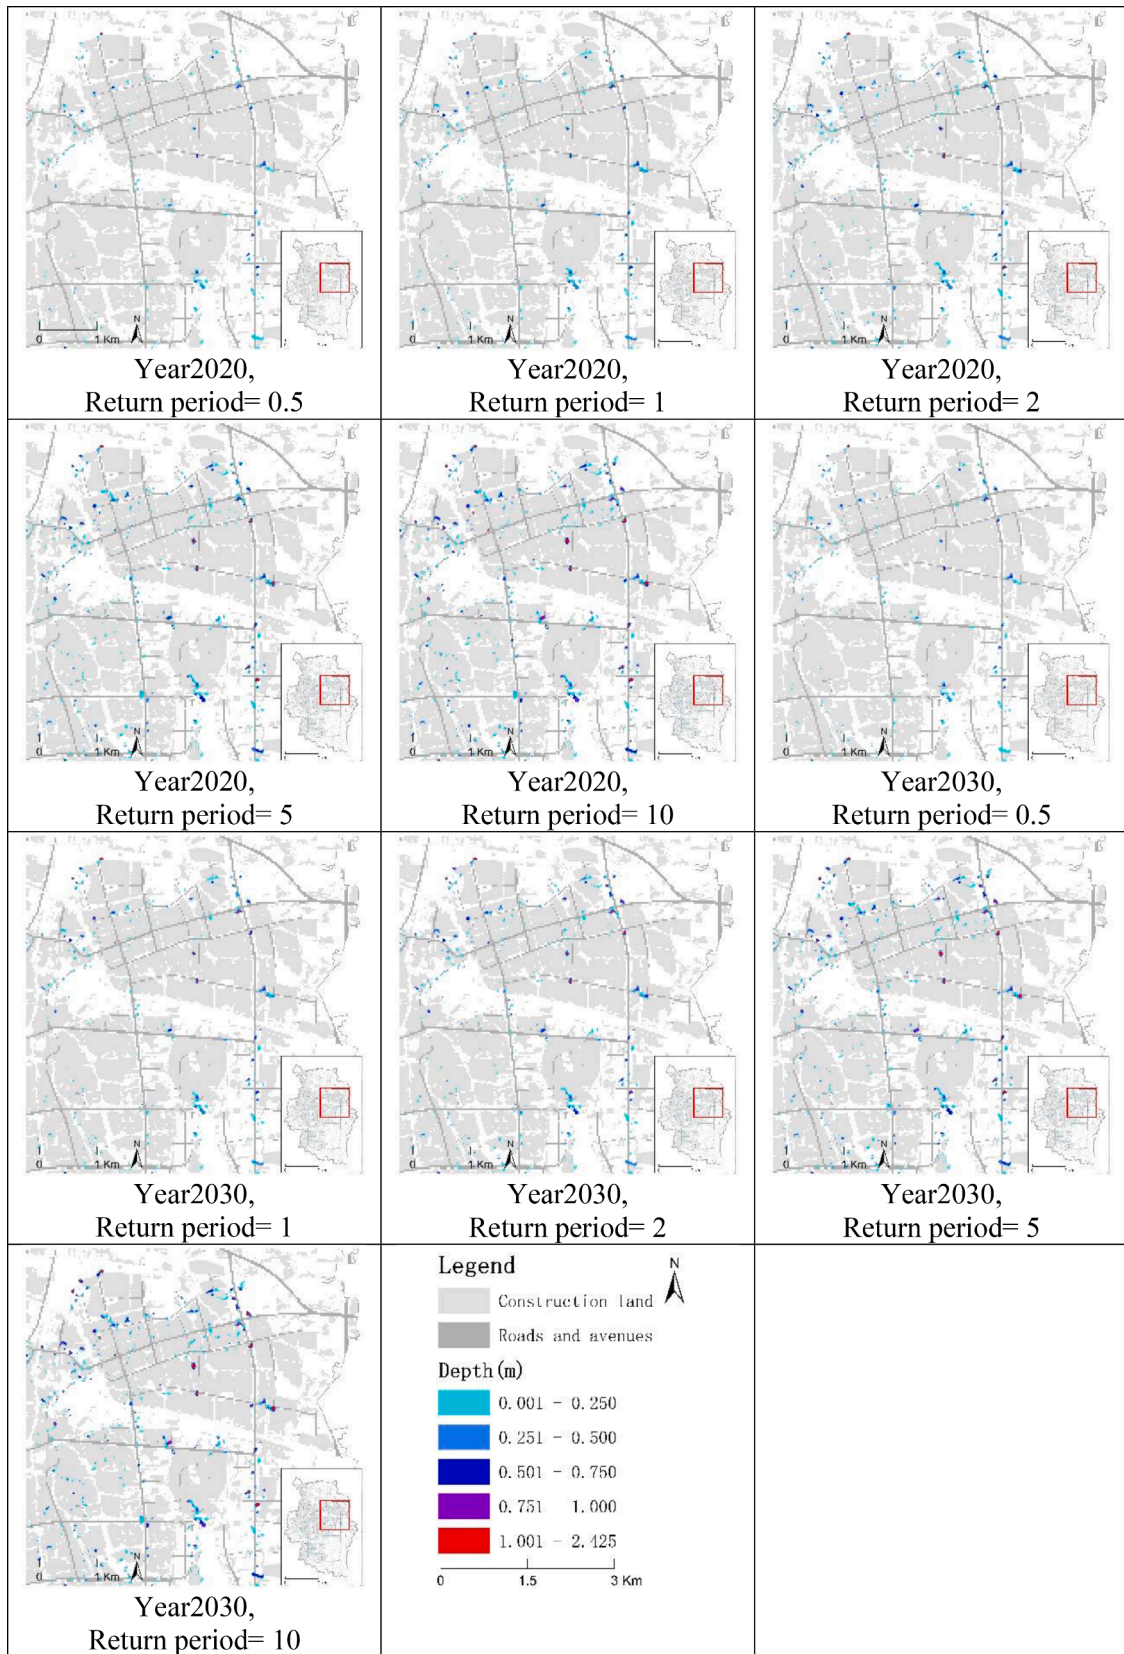 N
0 1 Km
Year2020,
Return period= 0.5
N
0 1 Km
Year2020,
Return period= 1
N
0 1 Km
Year2020,
Return period= 2
N
0 1 Km
Year2020,
Return period= 5
N
0 1 Km
Year2020,
Return period= 10
N
0 1 Km
Year2030,
Return period= 0.5
N
0 1 Km
Year2030,
Return period= 1
N
0 1 Km
Year2030,
Return period= 2
N
0 1 Km
Year2030,
Return period= 5
N
0 1 Km
Year2030,
Return period= 10
Legend
N
Construction land
Roads and avenues
Depth(m)
0.001 - 0.250
0.251 - 0.500
0.501 - 0.750
0.751 1.000
1.001 - 2.425
0 1.5 3 Km